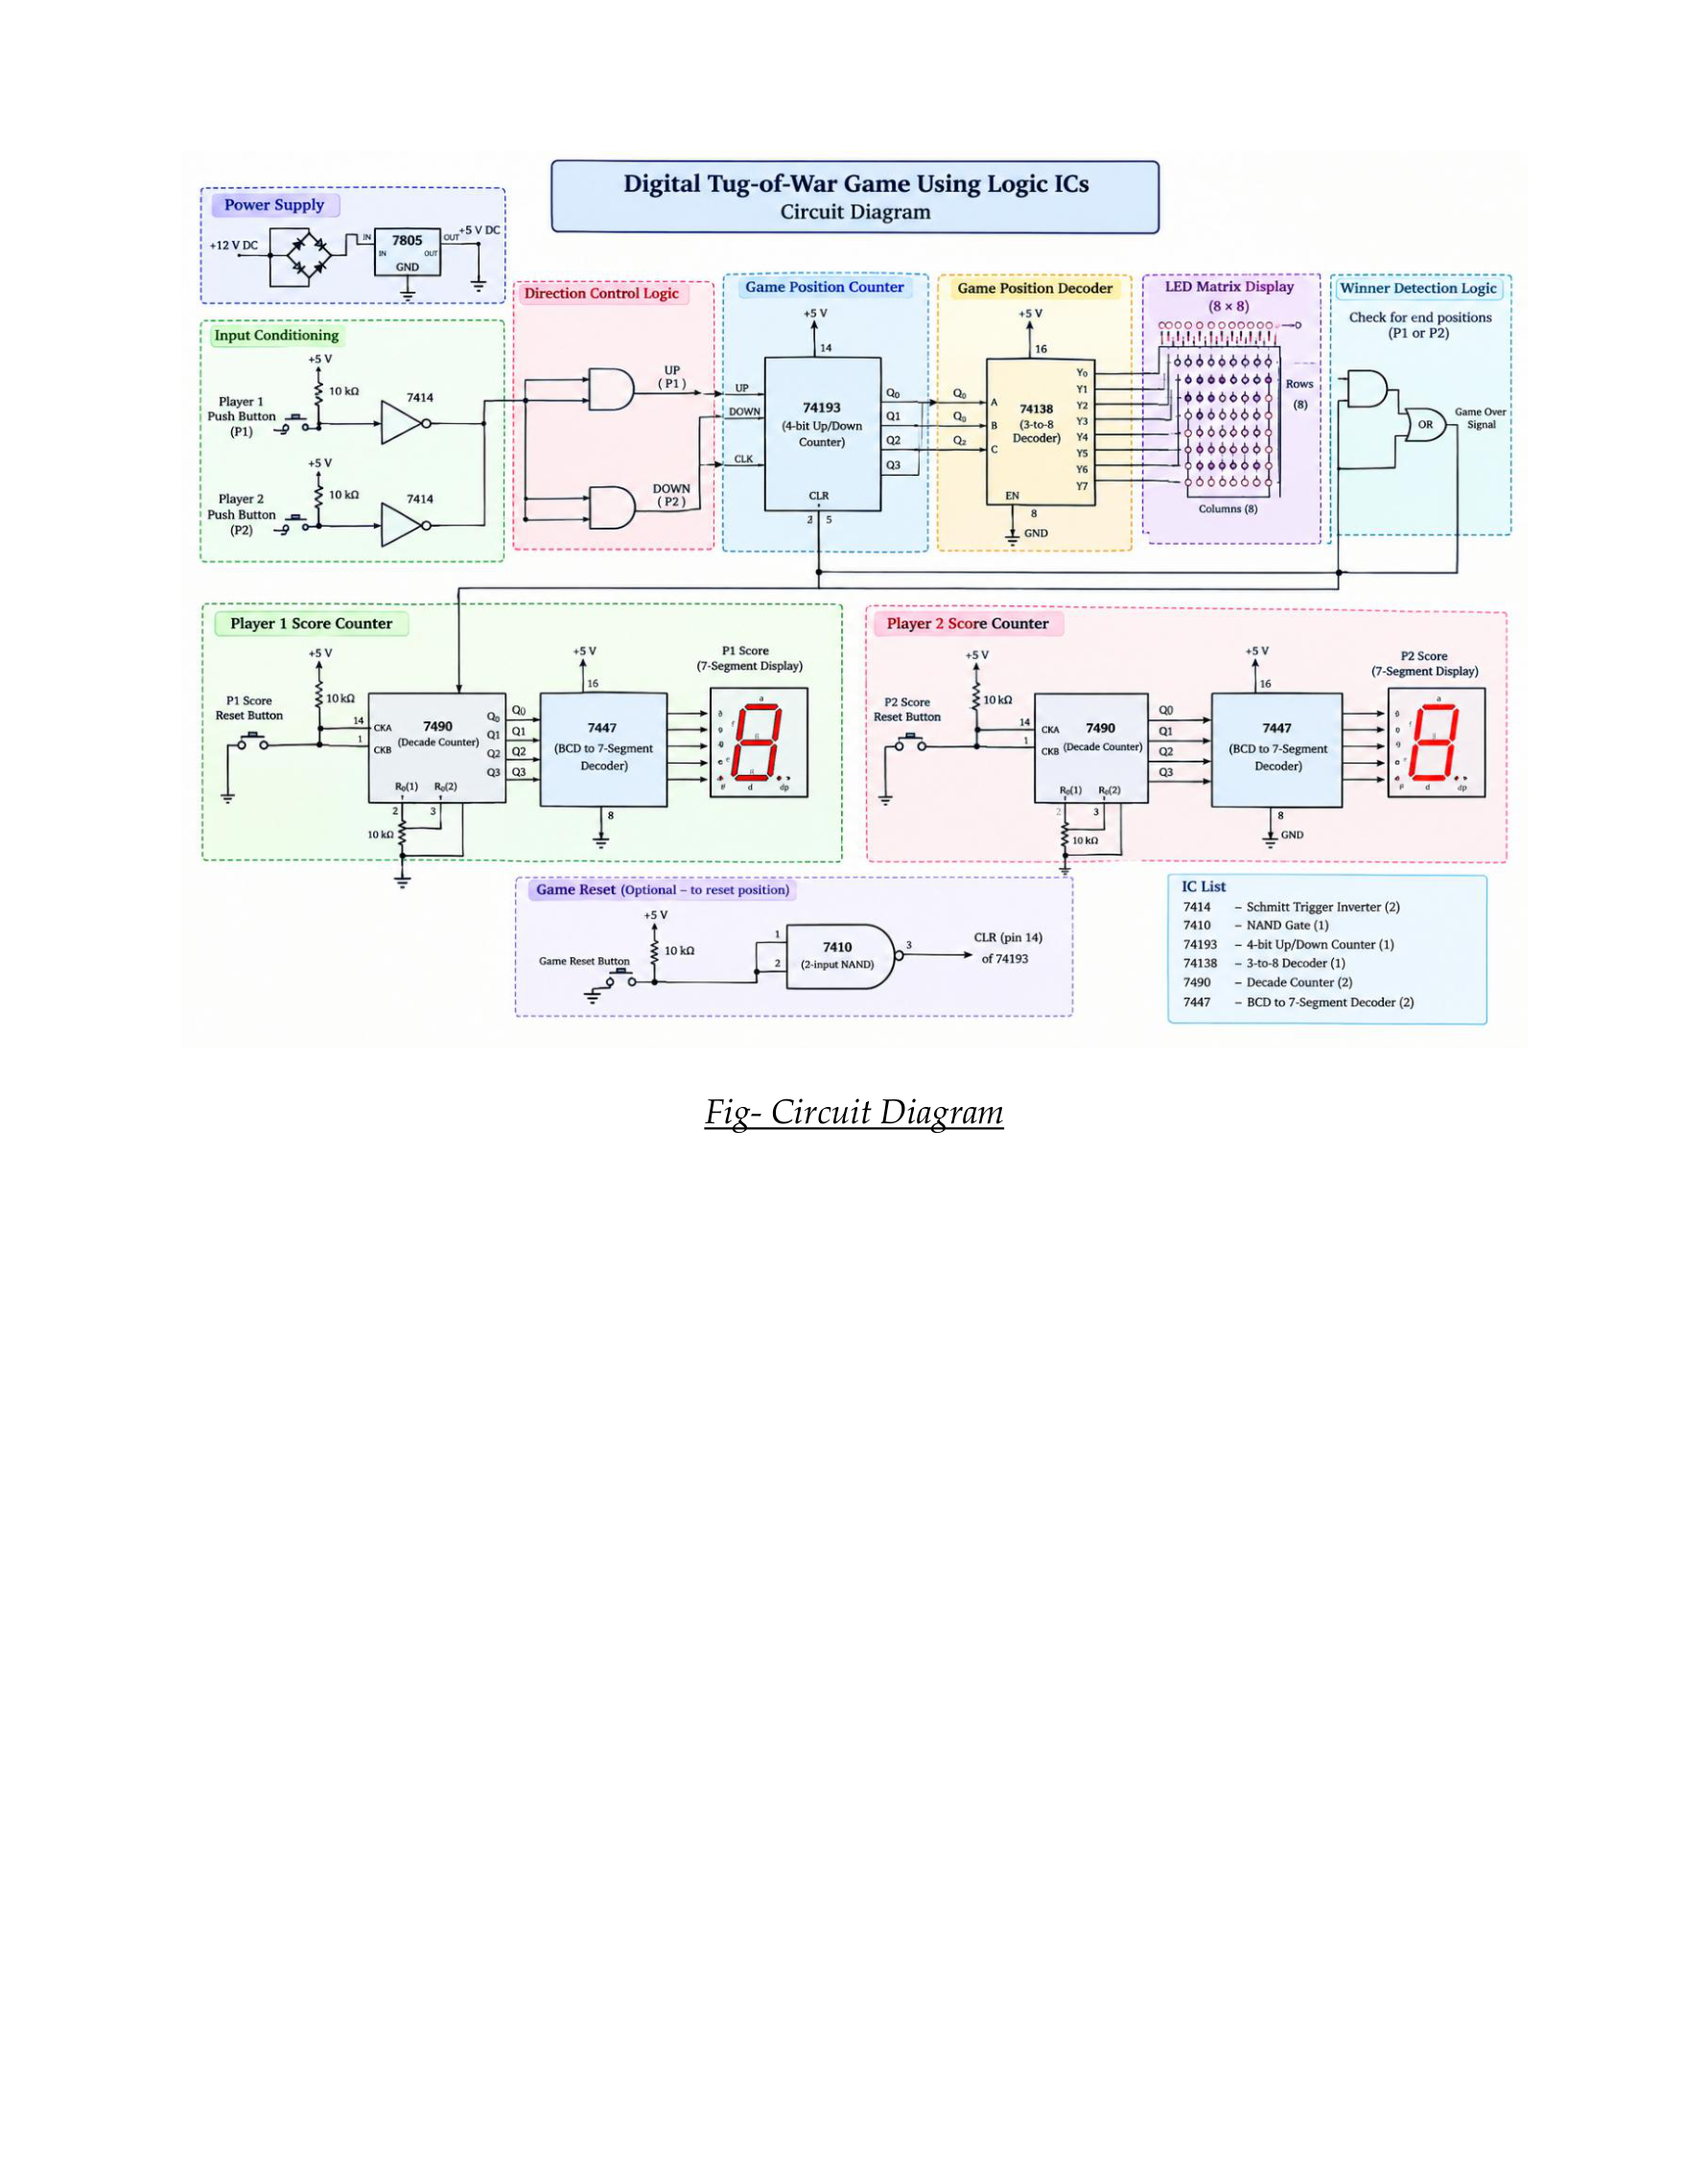 Digital Tug-of-War Game Using Logic ICs
Circuit Diagram
Power Supply
+12 V DC
IN
7805
IN
OUT
GND
OUT
+5 V DC
Input Conditioning
+5 V
10 kΩ
7414
Player 1
Push Button
(P1)
+5 V
10 kΩ
7414
Player 2
Push Button
(P2)
Direction Control Logic
UP
( P1 )
DOWN
( P2 )
Game Position Counter
+5 V
14
UP
DOWN
CLK
74193
(4-bit Up/Down
Counter)
CLR
2 5
Q0
Q1
Q2
Q3
Game Position Decoder
+5 V
16
Q0
Q0
Q2
A
B
C
74138
(3-to-8
Decoder)
EN
8
GND
Y0
Y1
Y2
Y3
Y4
Y5
Y6
Y7
LED Matrix Display
(8 × 8)
Rows
(8)
Columns (8)
Winner Detection Logic
Check for end positions
(P1 or P2)
OR
Game Over
Signal
Player 1 Score Counter
+5 V
10 kΩ
P1 Score
Reset Button
14
1
CKA
CKB
7490
(Decade Counter)
Q0
Q1
Q2
Q3
R0(1) R0(2)
2 3
10 kΩ
Q0
Q1
Q2
Q3
+5 V
16
7447
(BCD to 7-Segment
Decoder)
8
P1 Score
(7-Segment Display)
a
d
dp
Player 2 Score Counter
+5 V
10 kΩ
P2 Score
Reset Button
14
1
CKA
CKB
7490
(Decade Counter)
R0(1) R0(2)
2 3
10 kΩ
Q0
Q1
Q2
Q3
+5 V
16
7447
(BCD to 7-Segment
Decoder)
8
GND
P2 Score
(7-Segment Display)
a
d
dp
Game Reset (Optional – to reset position)
+5 V
10 kΩ
Game Reset Button
1
2
7410
(2-input NAND)
3
CLR (pin 14)
of 74193
IC List
7414 – Schmitt Trigger Inverter (2)
7410 – NAND Gate (1)
74193 – 4-bit Up/Down Counter (1)
74138 – 3-to-8 Decoder (1)
7490 – Decade Counter (2)
7447 – BCD to 7-Segment Decoder (2)
Fig- Circuit Diagram